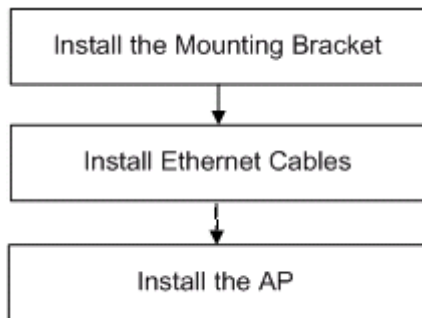 Install the Mounting Bracket
Install Ethernet Cables
Install the AP